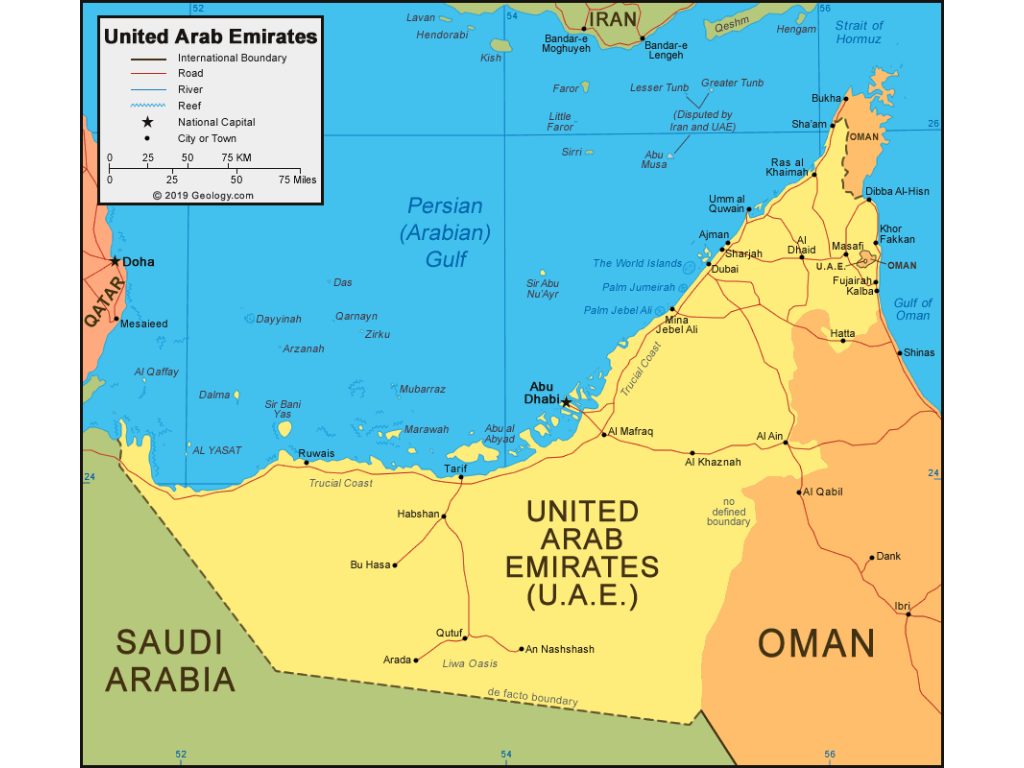 United Arab Emirates
International Boundary
Road
River
Reef
National Capital
City or Town
0 25 50 75 KM
0 25 50 75 Miles
© 2019 Geology.com
52
54
56
Lavan
Hendorabi
Kish
IRAN
Bandar-e
Moghuyeh
Bandar-e
Lengeh
Qeshm
Hengam
Strait of
Hormuz
Faror
Lesser Tunb
Greater Tunb
Little
Faror
(Disputed by
Iran and UAE)
Sirri
Abu
Musa
Bukha
Sha'am
26
OMAN
Ras al
Khaimah
Dibba Al-Hisn
Umm al
Quwain
Persian
(Arabian)
Gulf
Khor
Fakkan
Ajman
Sharjah
Al
Dhaid
Masafi
Doha
The World Islands
Dubai
U.A.E.
OMAN
QATAR
Das
Sir Abu
Nu'Ayr
Palm Jumeirah
Fujairah
Kalba
Gulf of
Oman
Palm Jebel Ali
Mina
Jebel Ali
Mesaieed
Dayyinah
Qarnayn
Zirku
Hatta
Arzanah
Shinas
Trucial Coast
Al Qaffay
Dalma
Mubarraz
Abu
Dhabi
Sir Bani
Yas
Marawah
Abu al
Abyad
Al Mafraq
Al Ain
AL YASAT
Ruwais
Tarif
Al Khaznah
24
24
Trucial Coast
Al Qabil
no
defined
boundary
Habshan
UNITED
ARAB
EMIRATES
(U.A.E.)
Bu Hasa
Dank
Ibri
SAUDI
ARABIA
Qutuf
An Nashshash
Arada
Liwa Oasis
OMAN
de facto boundary
52
54
56